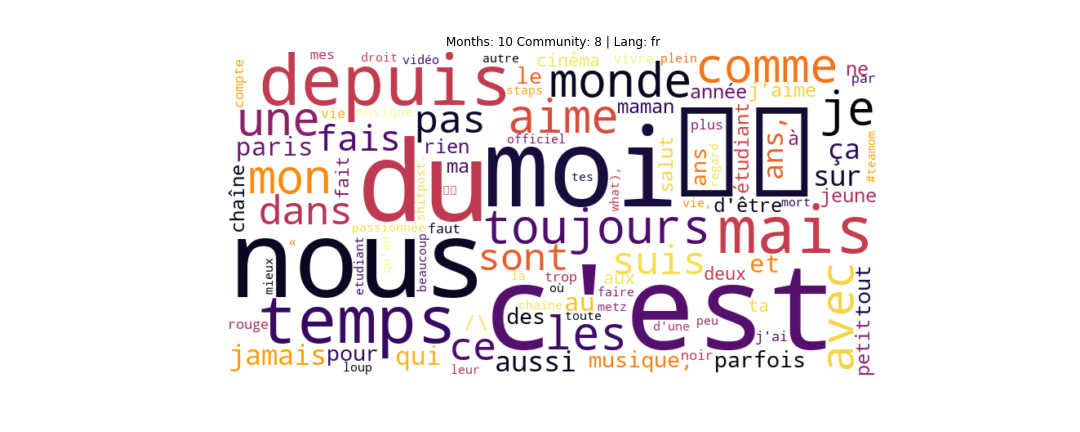 Months: 10 Community: 8 | Lang: fr
mes droit vidéo autre cinéma vivre plein
compte depuis staps le monde comme ne par
année j'aime
une vie musique pas aime maman je
paris fais rien officiel étudiant plus ans, à
chaîne mon fait ma du moi tes what), salut ans regard ça #teamom
dans shitpost. sur jeune
passionnée faut vie, d'être mort
nous « mieux etudiant qu'on beaucoup toujours mais
sont suis deux et
là trop aux
où faire
temps c'est chaine au metz ta avec tout
rouge /\ des toute les d'une peu j'ai petit
jamais pour qui ce aussi musique, noir parfois
loup leur